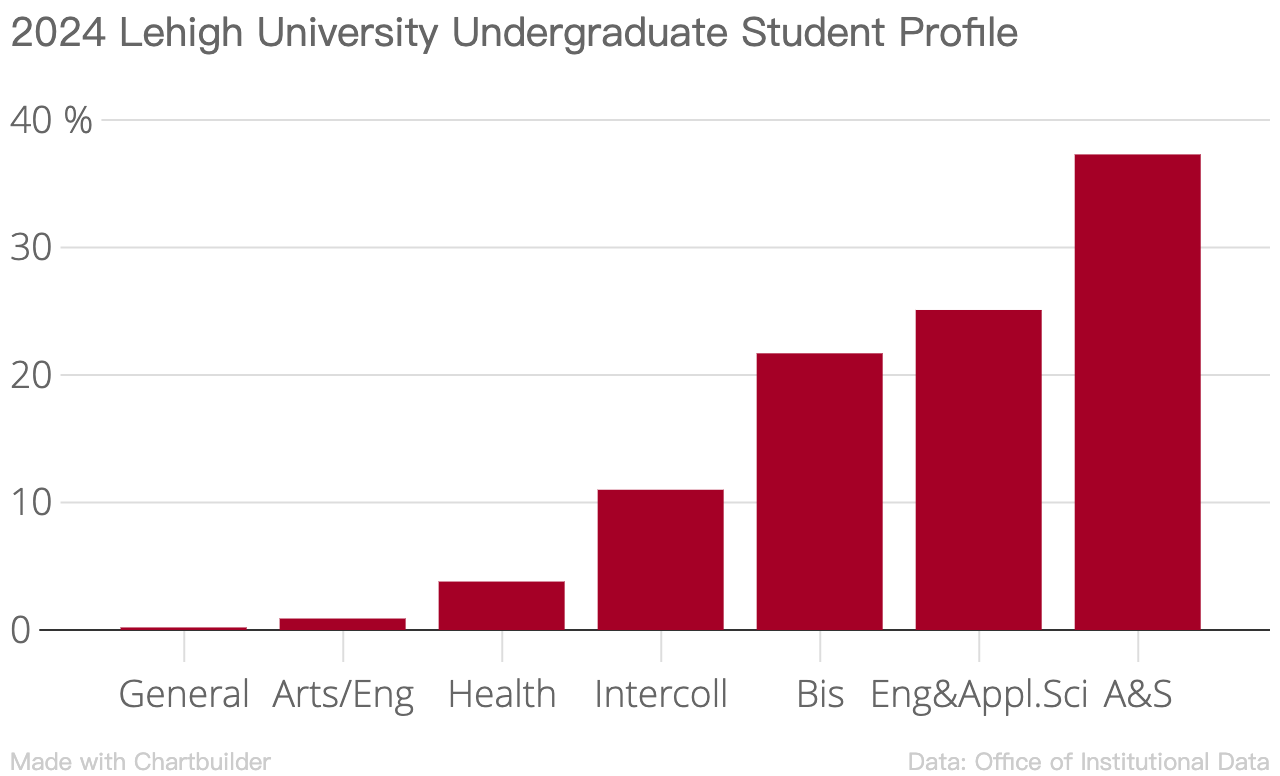 2024 Lehigh University Undergraduate Student Profile
40 %
30
20
10
0
General Arts/Eng Health Intercoll Bis Eng&Appl.Sci A&S
Made with Chartbuilder Data: Office of Institutional Data